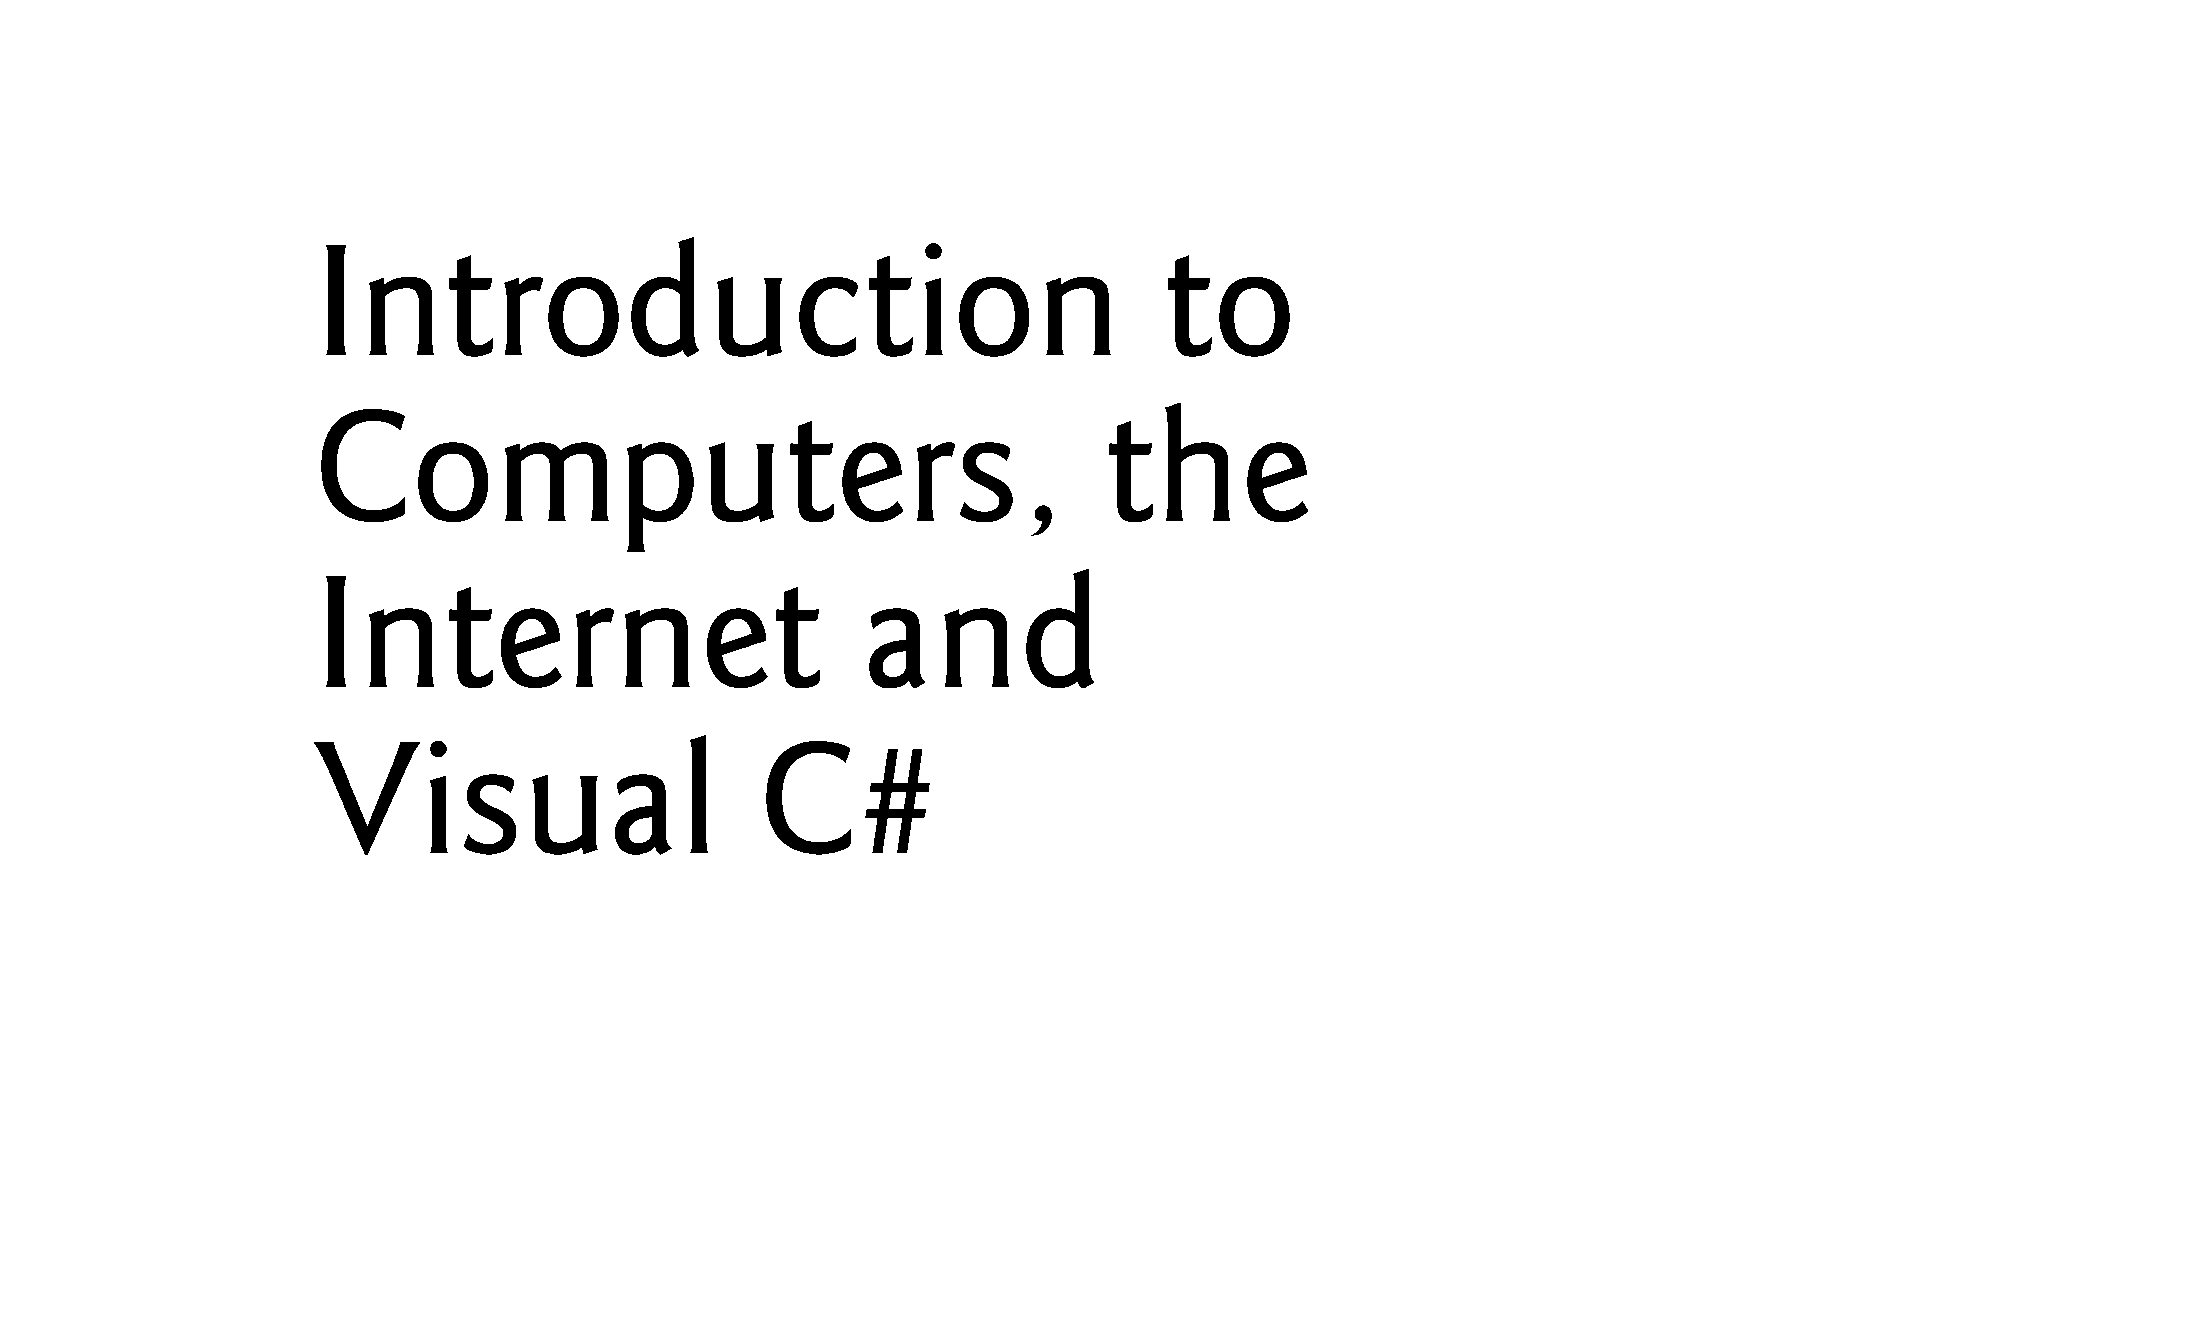 Introduction to
Computers, the
Internet and
Visual C#